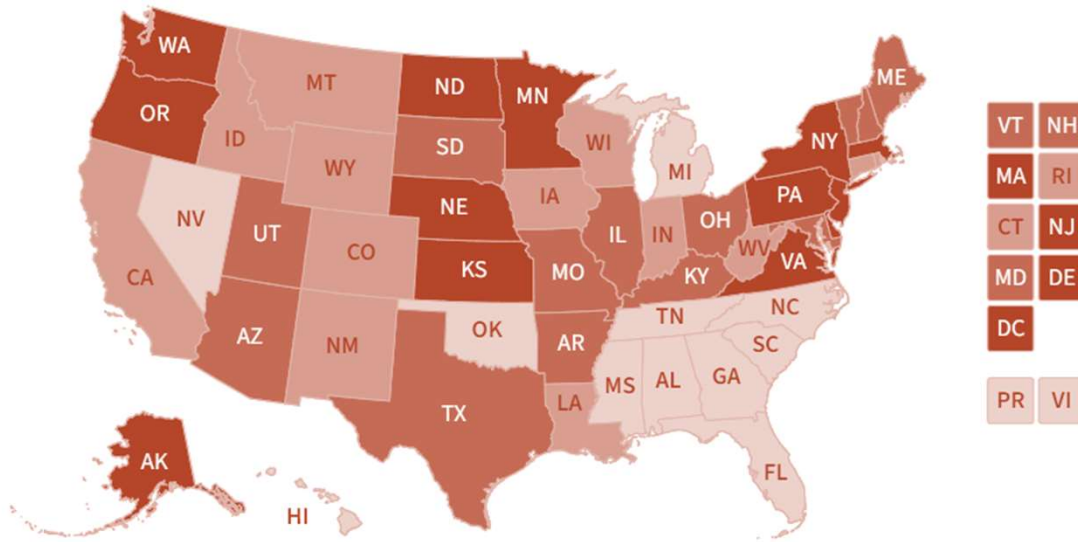 WA
MT
ND
MN
ME
OR
ID
SD
WI
NY
WY
MI
NE
IA
PA
NV
UT
CO
IL
IN
OH
WV
VA
KS
MO
KY
CA
AZ
NM
OK
AR
TN
NC
SC
MS
AL
GA
LA
TX
FL
AK
HI
VT NH
MA RI
CT NJ
MD DE
DC
PR VI